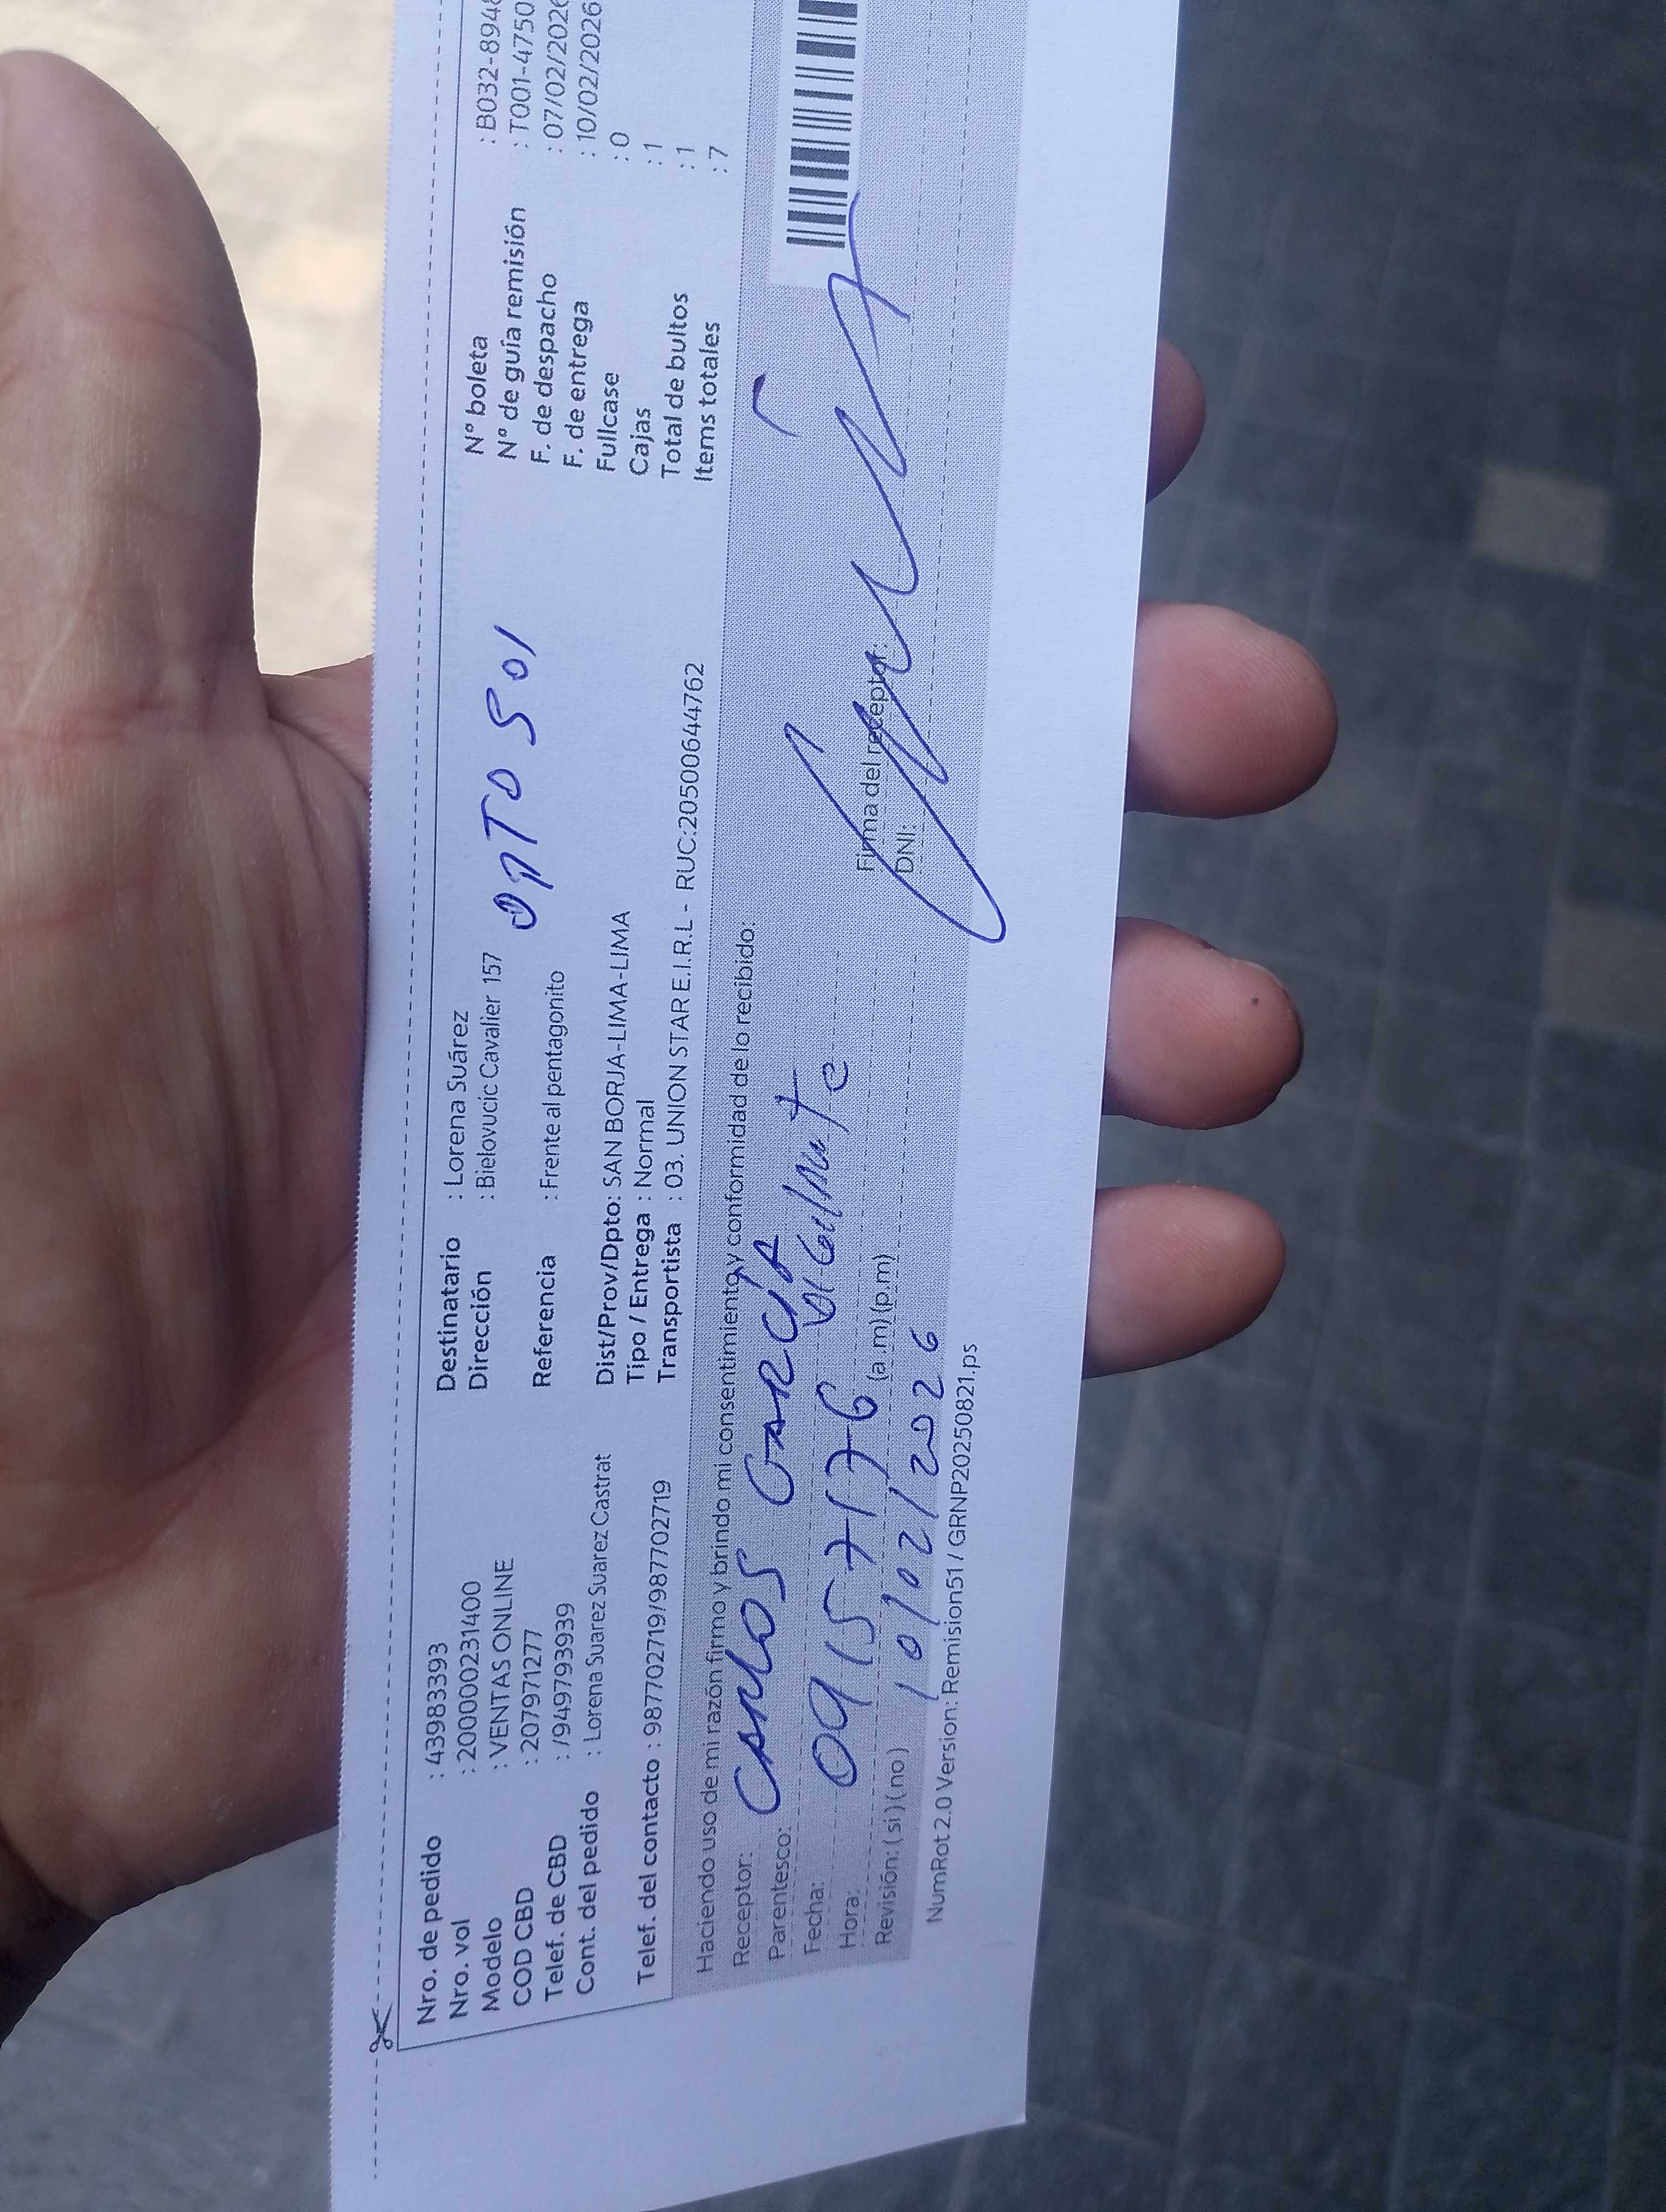 Nro. de pedido : 43983393
Nro. vol : 2000002231400
Modelo : VENTAS ONLINE
COD CBD : 207971277
Telef. de CBD : /949793939
Cont. del pedido : Lorena Suarez Suarez Castrat
Telef. del contacto : 987702719/987702719
Destinatario : Lorena Suárez
Dirección : Bielovucic Cavalier 157
DPTO 501
Referencia : Frente al pentagonito
Dist/Prov/Dpto: SAN BORJA-LIMA-LIMA
Tipo / Entrega : Normal
Transportista : 03. UNION STAR E.I.R.L - RUC:20500644762
N° boleta : B032-894
N° de guía remisión : T001-4750
F. de despacho : 07/02/2026
F. de entrega : 10/02/2026
Fullcase : 0
Cajas : 1
Total de bultos : 1
Items totales : 7
Haciendo uso de mi razón firmo y brindo mi consentimiento y conformidad de lo recibido:
Receptor: CARLOS GARCIA
Parentesco: Vigilante
Fecha: 09157176
Hora: (a.m) (p.m)
Revisión: ( si ) ( no ) 10/02/2026
Firma del receptor:
DNI:
NumRot 2.0 Version: Remision51 / GRNP20250821.ps